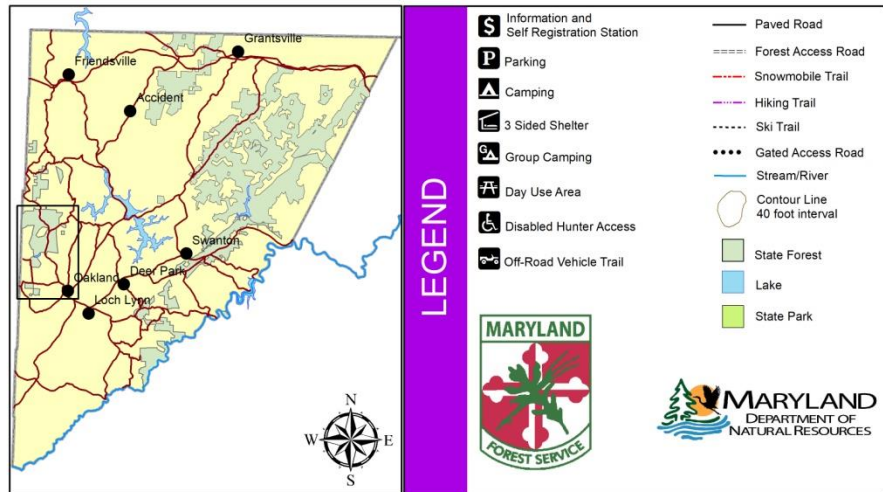 Grantsville
Friendsville
Accident
Swanton
Deer Park
Oakland
Loch Lynn
N
W
E
S
LEGEND
$
Information and
Self Registration Station
P
Parking
Camping
3 Sided Shelter
G
Group Camping
Day Use Area
Disabled Hunter Access
Off-Road Vehicle Trail
Paved Road
Forest Access Road
Snowmobile Trail
Hiking Trail
Ski Trail
Gated Access Road
Stream/River
Contour Line
40 foot interval
State Forest
Lake
State Park
MARYLAND
FOREST SERVICE
MARYLAND
DEPARTMENT OF
NATURAL RESOURCES